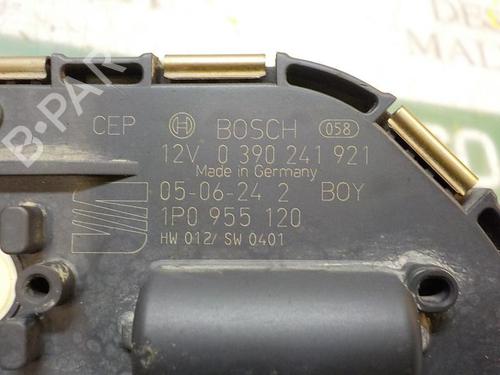 CEP BOSCH 058
12V 0 390 241 921
Made in Germany
05-06-24 2 BOY
1P0 955 120
HW 012/ SW 0401
B-PAR